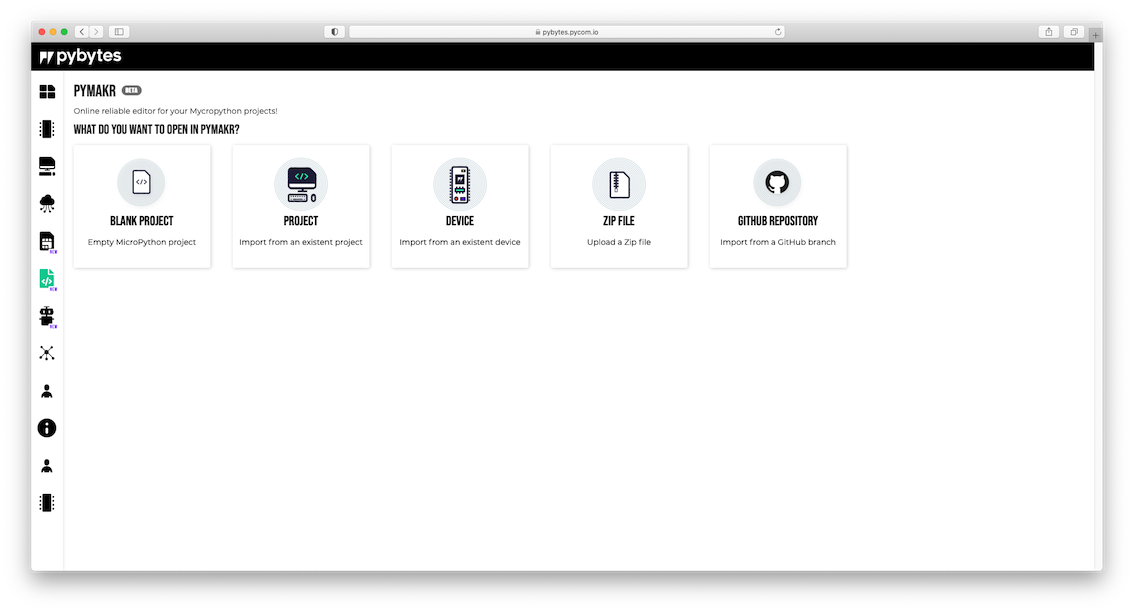 pybytes.pycom.io
pybytes
PYMAKR BETA
Online reliable editor for your Mycropython projects!
WHAT DO YOU WANT TO OPEN IN PYMAKR?
BLANK PROJECT
Empty MicroPython project
PROJECT
Import from an existent project
DEVICE
Import from an existent device
ZIP FILE
Upload a Zip file
GITHUB REPOSITORY
Import from a GitHub branch